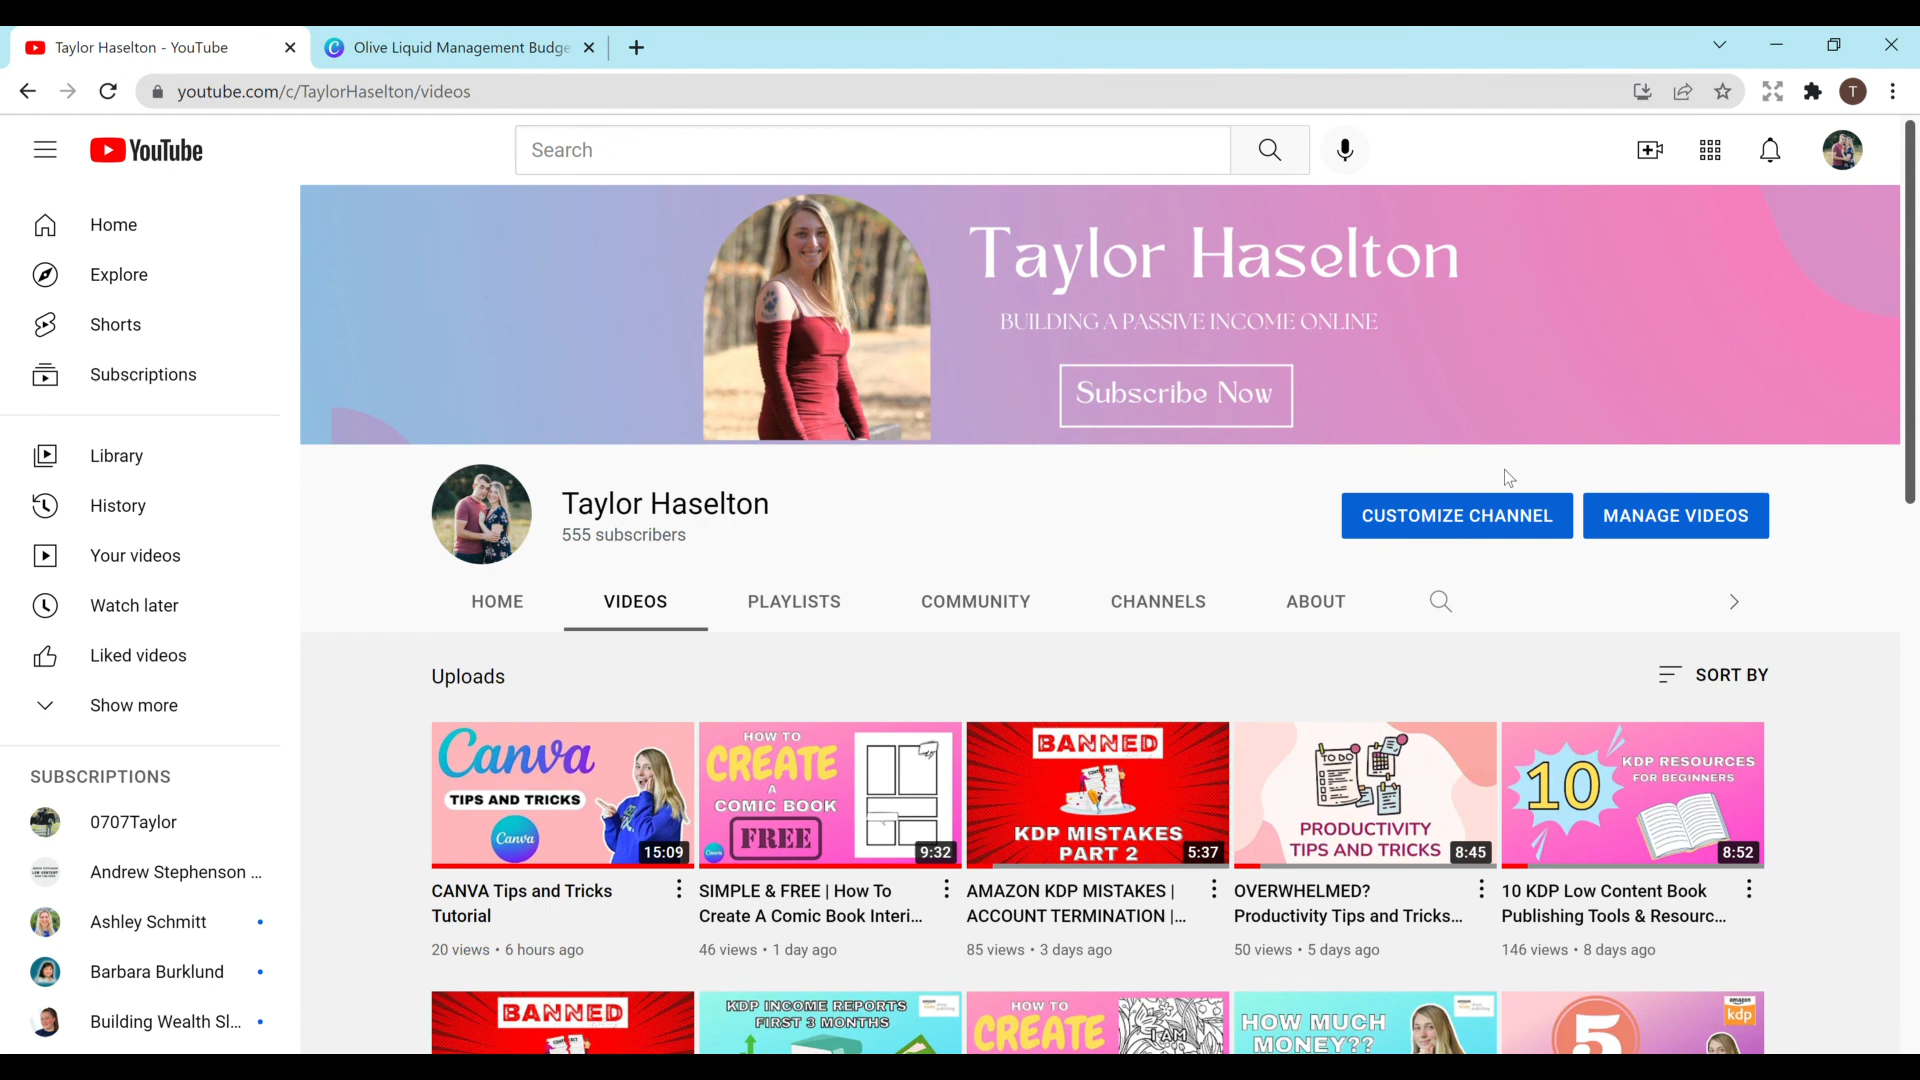 Taylor Haselton - YouTube
Olive Liquid Management Budge
youtube.com/c/TaylorHaselton/videos
T
YouTube
Search
Home
Explore
Shorts
Subscriptions
Library
History
Your videos
Watch later
Liked videos
Show more
SUBSCRIPTIONS
0707Taylor
Andrew Stephenson ...
Ashley Schmitt
Barbara Burklund
Building Wealth Sl...
Taylor Haselton
BUILDING A PASSIVE INCOME ONLINE
Subscribe Now
Taylor Haselton
555 subscribers
CUSTOMIZE CHANNEL
MANAGE VIDEOS
HOME
VIDEOS
PLAYLISTS
COMMUNITY
CHANNELS
ABOUT
Uploads
SORT BY
Canva
TIPS AND TRICKS
Canva
15:09
CANVA Tips and Tricks
Tutorial
20 views • 6 hours ago
HOW TO
CREATE
A
COMIC BOOK
FREE
9:32
SIMPLE & FREE | How To
Create A Comic Book Interi...
46 views • 1 day ago
BANNED
CONTRACT
KDP MISTAKES
PART 2
5:37
AMAZON KDP MISTAKES |
ACCOUNT TERMINATION |...
85 views • 3 days ago
TO DO
PRODUCTIVITY
TIPS AND TRICKS
8:45
OVERWHELMED?
Productivity Tips and Tricks...
50 views • 5 days ago
10
KDP RESOURCES
FOR BEGINNERS
8:52
10 KDP Low Content Book
Publishing Tools & Resourc...
146 views • 8 days ago
BANNED
KDP INCOME REPORTS
FIRST 3 MONTHS
HOW TO
CREATE
I AM
HOW MUCH
MONEY??
5
amazon
kdp